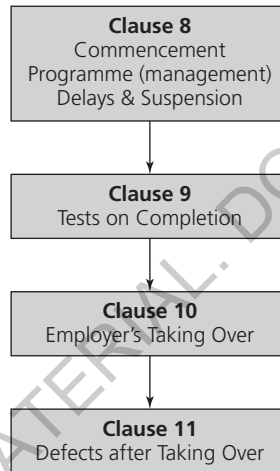 Clause 8
Commencement
Programme (management)
Delays & Suspension
Clause 9
Tests on Completion
Clause 10
Employer's Taking Over
Clause 11
Defects after Taking Over